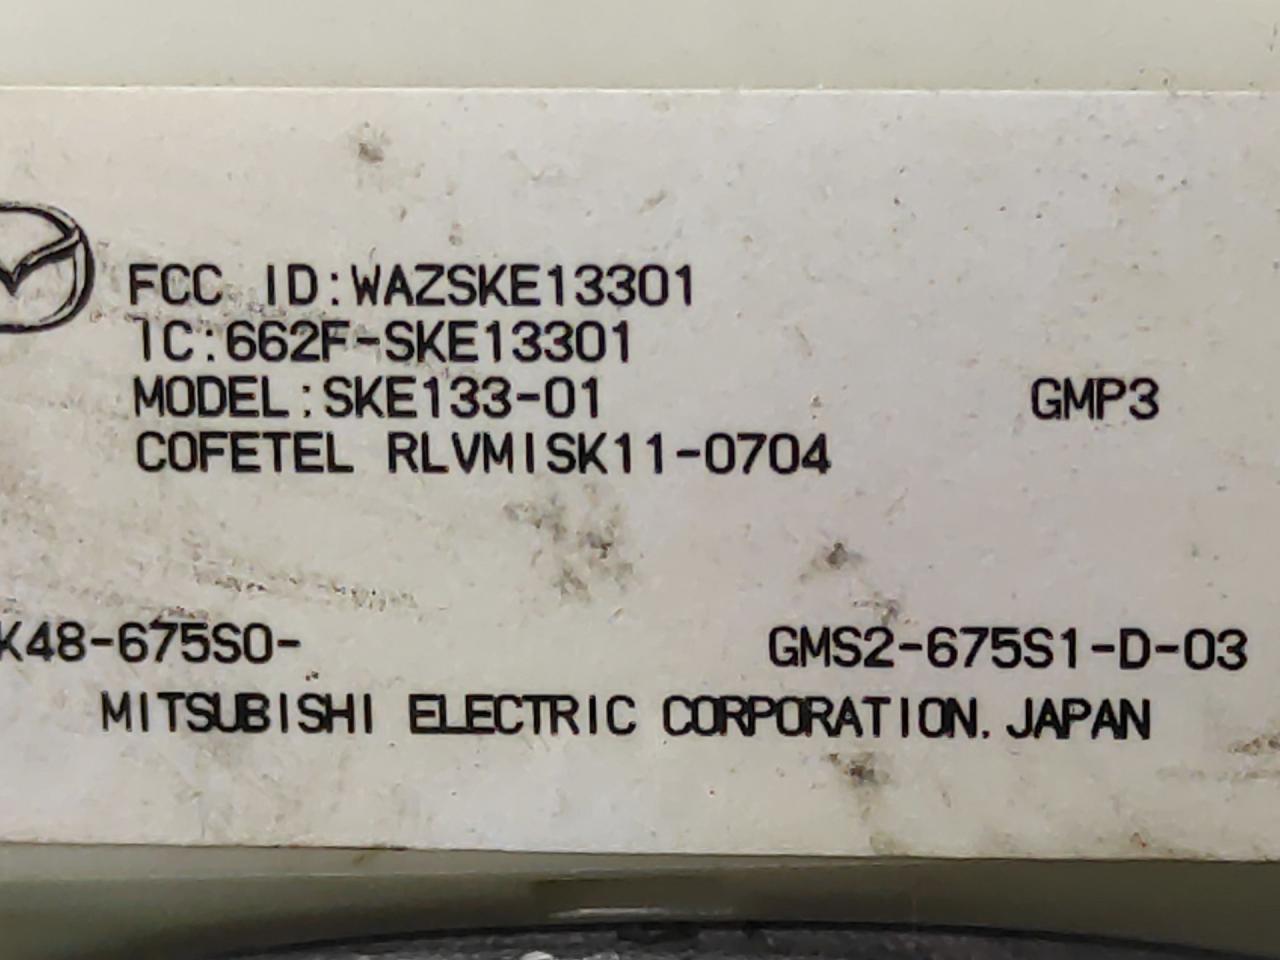 FCC ID:WAZSKE13301
IC:662F-SKE13301
MODEL:SKE133-01 GMP3
COFETEL RLVMISK11-0704
K48-675S0- GMS2-675S1-D-03
MITSUBISHI ELECTRIC CORPORATION. JAPAN